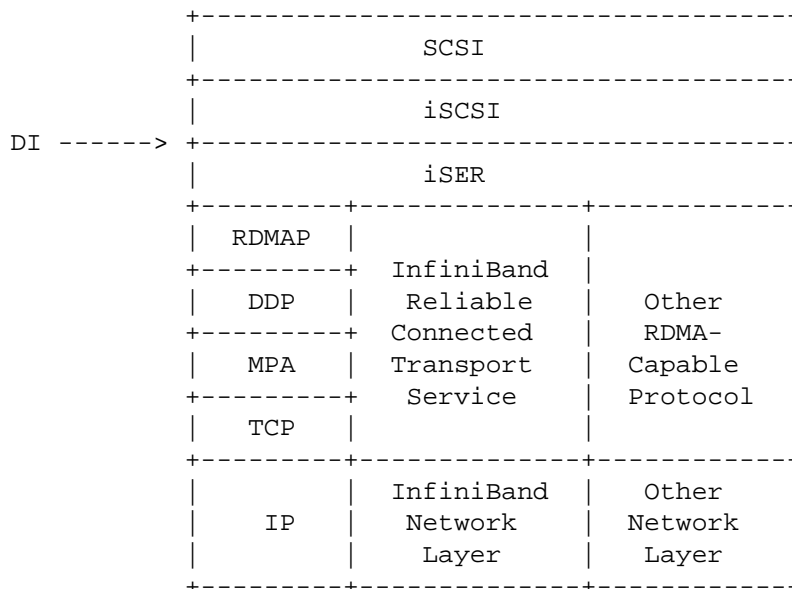 +--------------------------------------
|              SCSI
+--------------------------------------
|              iSCSI
DI ------> +--------------------------------------
|              iSER
+---------+--------------+-------------
|  RDMAP  |              |
+---------+  InfiniBand  |
|   DDP   |   Reliable   |   Other
+---------+  Connected   |   RDMA-
|   MPA   |  Transport   |  Capable
+---------+   Service    |  Protocol
|   TCP   |              |
+---------+--------------+-------------
|         |  InfiniBand  |   Other
|   IP    |   Network    |  Network
|         |    Layer     |   Layer
+---------+--------------+-------------